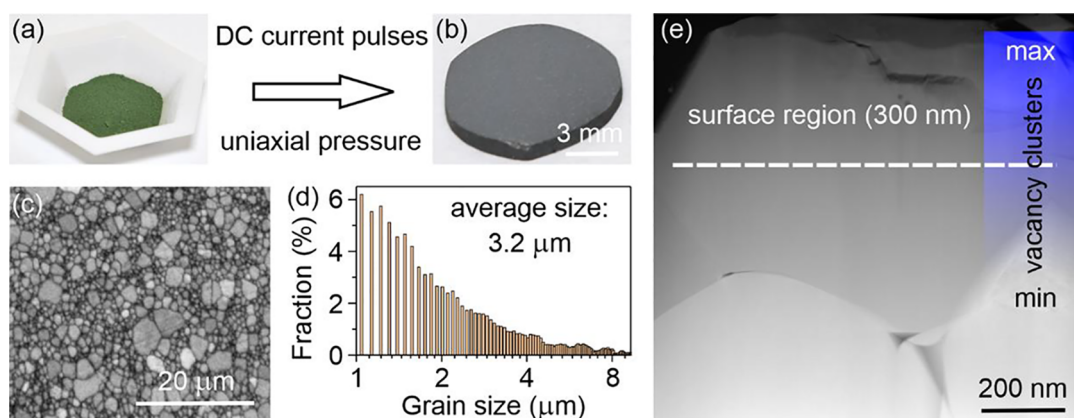 (a)
DC current pulses
uniaxial pressure
(b)
3 mm
(c)
20 μm
(d)
average size:
3.2 μm
Fraction (%)
6
4
2
0
1
2
4
8
Grain size (μm)
(e)
surface region (300 nm)
max
vacancy clusters
min
200 nm